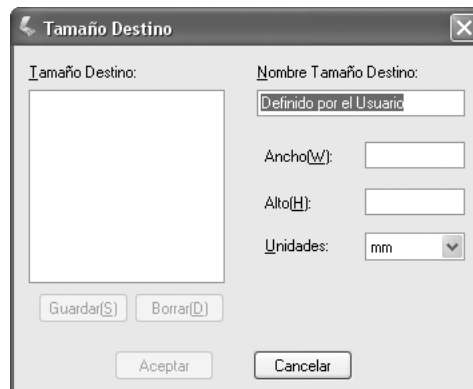 Tamaño Destino
Tamaño Destino:
Nombre Tamaño Destino:
Definido por el Usuario
Ancho(W):
Alto(H):
Unidades:
mm
Guardar(S)
Borrar(D)
Aceptar
Cancelar